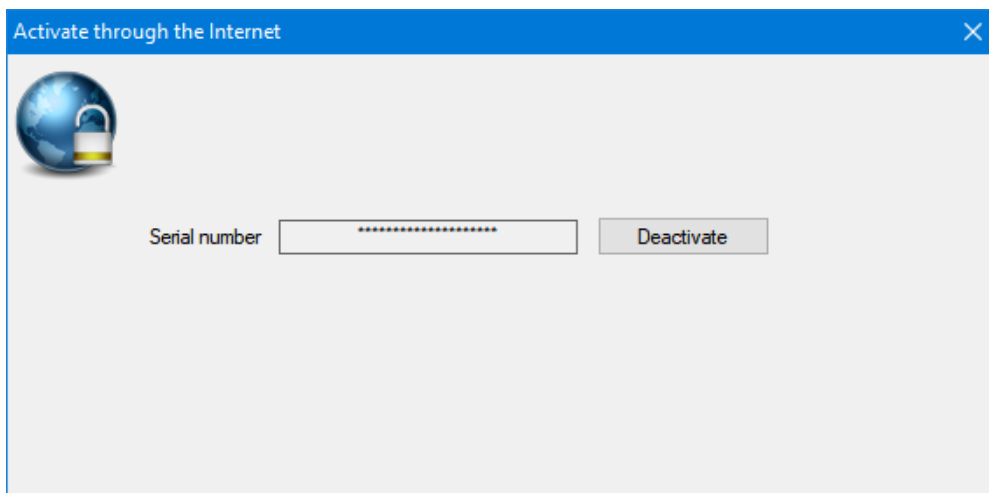 Activate through the Internet
Serial number ******************** Deactivate